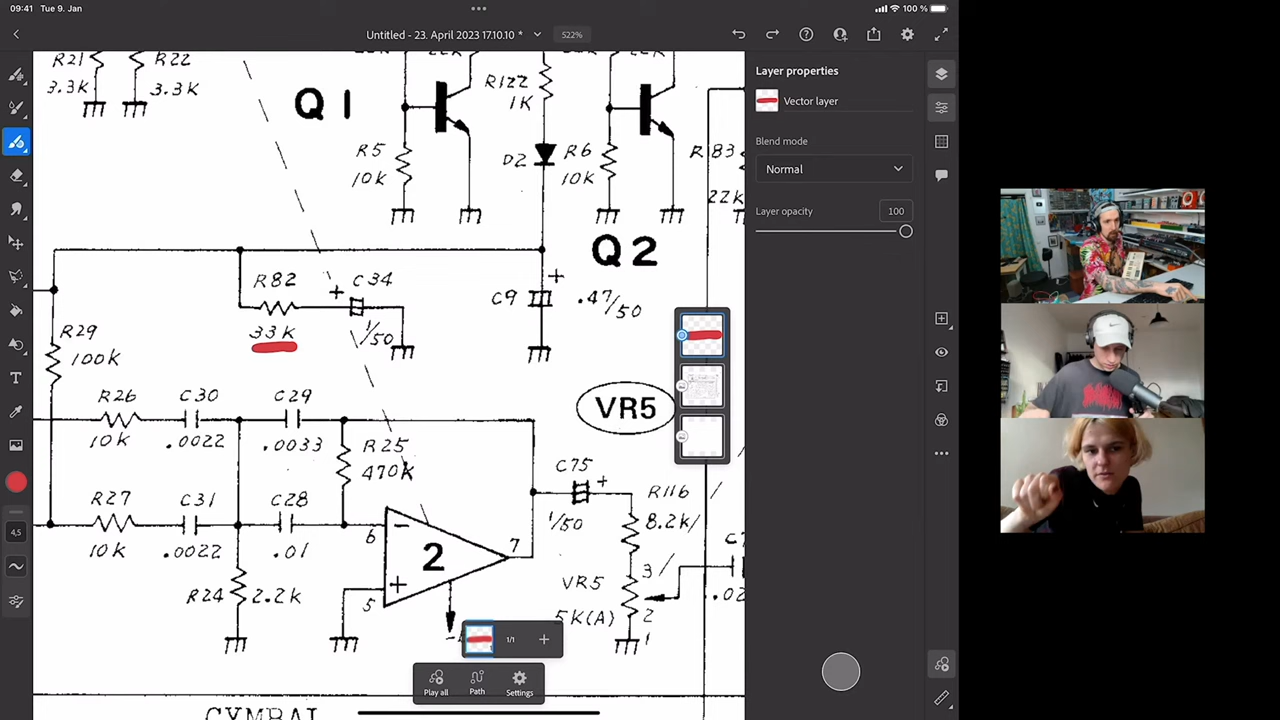 09:41 Tue 9. Jan
100 %
Untitled - 23. April 2023 17.10.10 *
522%
Layer properties
Vector layer
Blend mode
Normal
Layer opacity
100
R21
3.3K
R22
3.3K
Q1
R122
1K
R5
10K
D2
R6
10K
R 83
22K
Q2
R82
33K
+
C34
1/50
C9
+
.47/50
R29
100K
VR5
R26
10K
C30
.0022
C29
.0033
R25
470K
R27
10K
C31
.0022
C28
.01
R24
2.2K
6
-
2
+
5
7
C75
+
1/50
R116
8.2K
3
VR5
5K(A)
2
1
.02
4,5
1/1
Play all
Path
Settings
CYMBAL